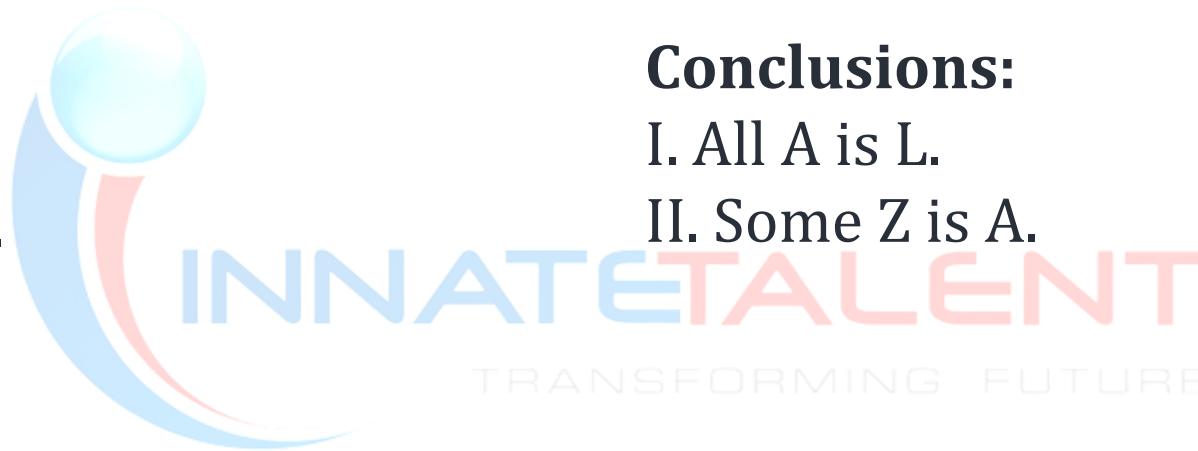 Conclusions:
I. All A is L.
II. Some Z is A.
INNATETALENT
TRANSFORMING FUTURE